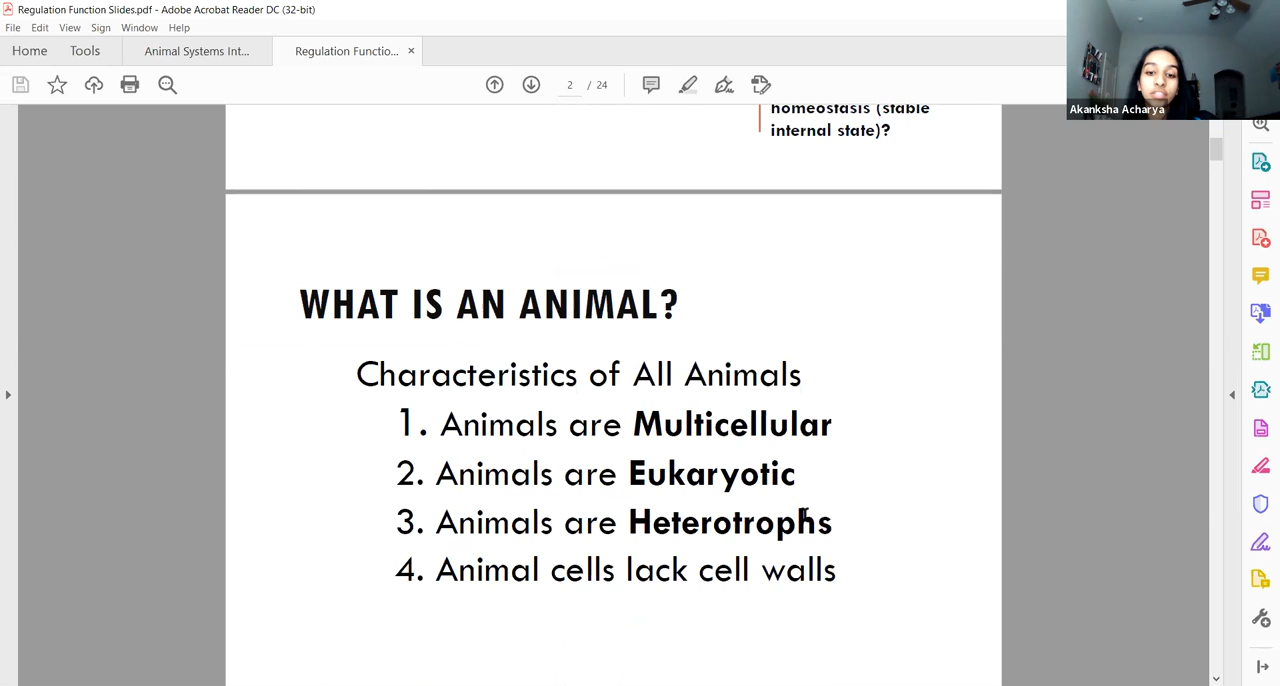 Regulation Function Slides.pdf - Adobe Acrobat Reader DC (32-bit)
File Edit View Sign Window Help
Home Tools Animal Systems Int... Regulation Functio... ×
2 / 24
Akanksha Acharya
homeostasis (stable
internal state)?
WHAT IS AN ANIMAL?
Characteristics of All Animals
1. Animals are Multicellular
2. Animals are Eukaryotic
3. Animals are Heterotrophs
4. Animal cells lack cell walls